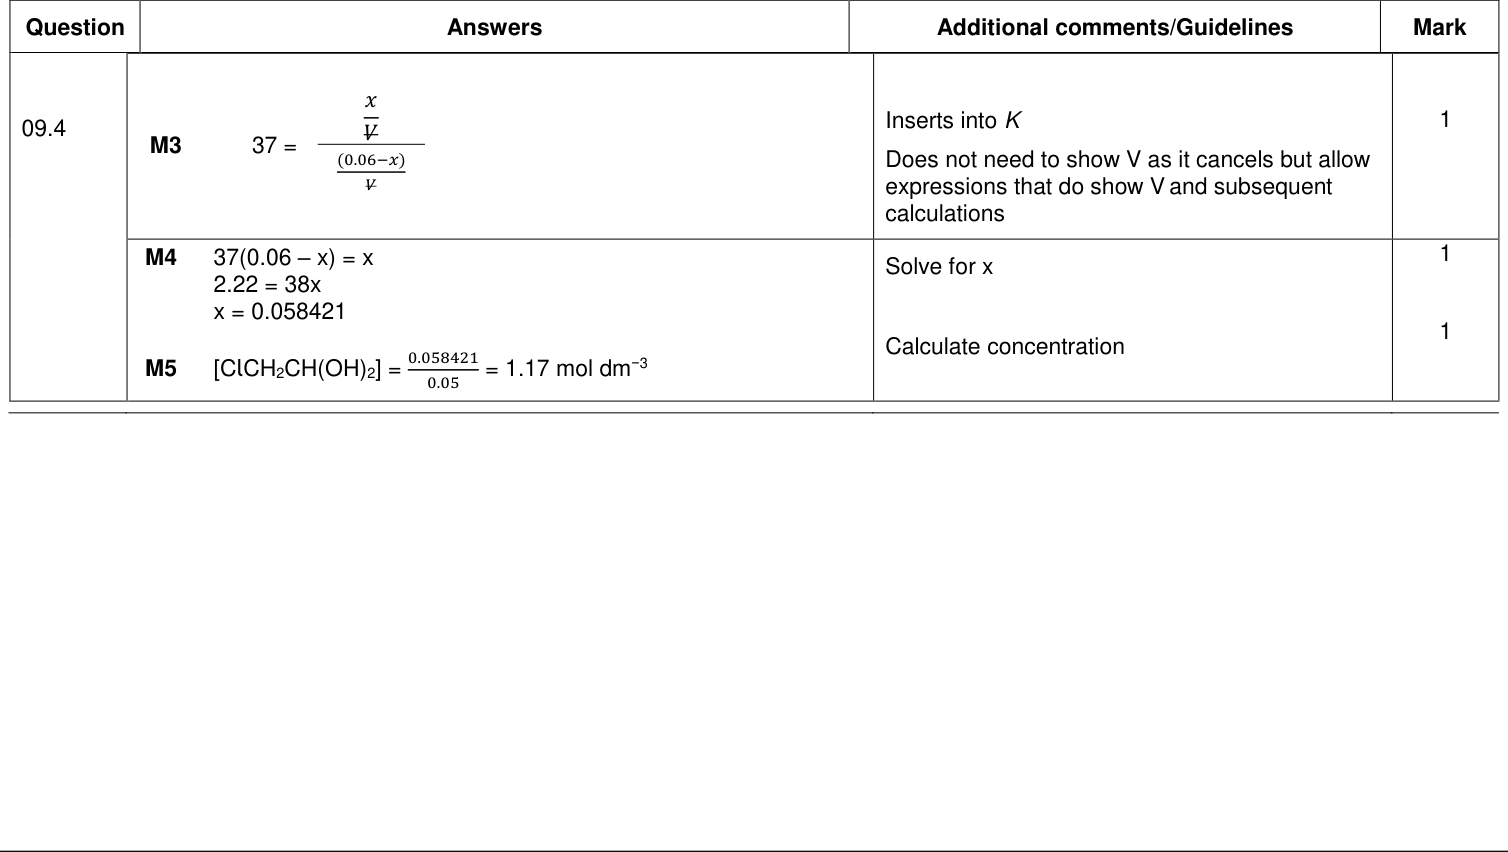 Question Answers Additional comments/Guidelines Mark
09.4
M3 37 = x/V / (0.06−x)/V
Inserts into K
Does not need to show V as it cancels but allow
expressions that do show V and subsequent
calculations
1
M4 37(0.06 – x) = x
2.22 = 38x
x = 0.058421
Solve for x
1
M5 [ClCH₂CH(OH)₂] = 0.058421/0.05 = 1.17 mol dm⁻³
Calculate concentration
1